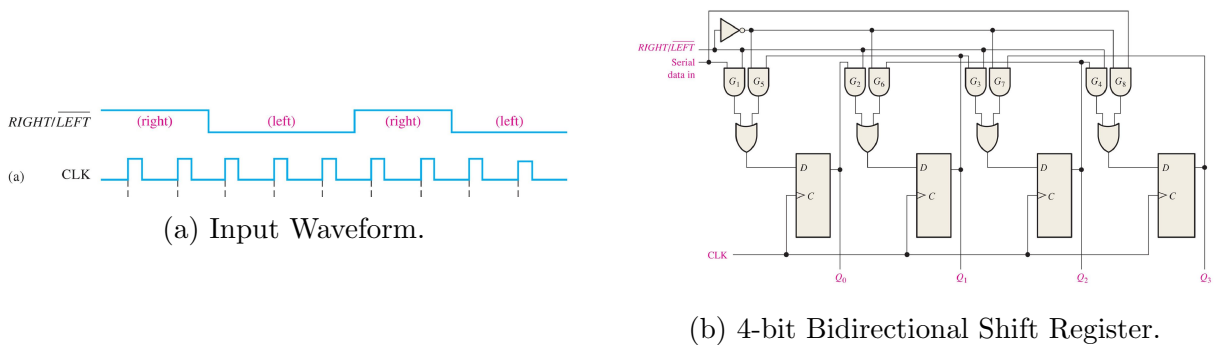 RIGHT/LEFT
(right)
(left)
(right)
(left)
(a)
CLK
(a) Input Waveform.
RIGHT/LEFT
Serial
data in
G1
G5
G2
G6
G3
G7
G4
G8
D
C
D
C
D
C
D
C
CLK
Q0
Q1
Q2
Q3
(b) 4-bit Bidirectional Shift Register.